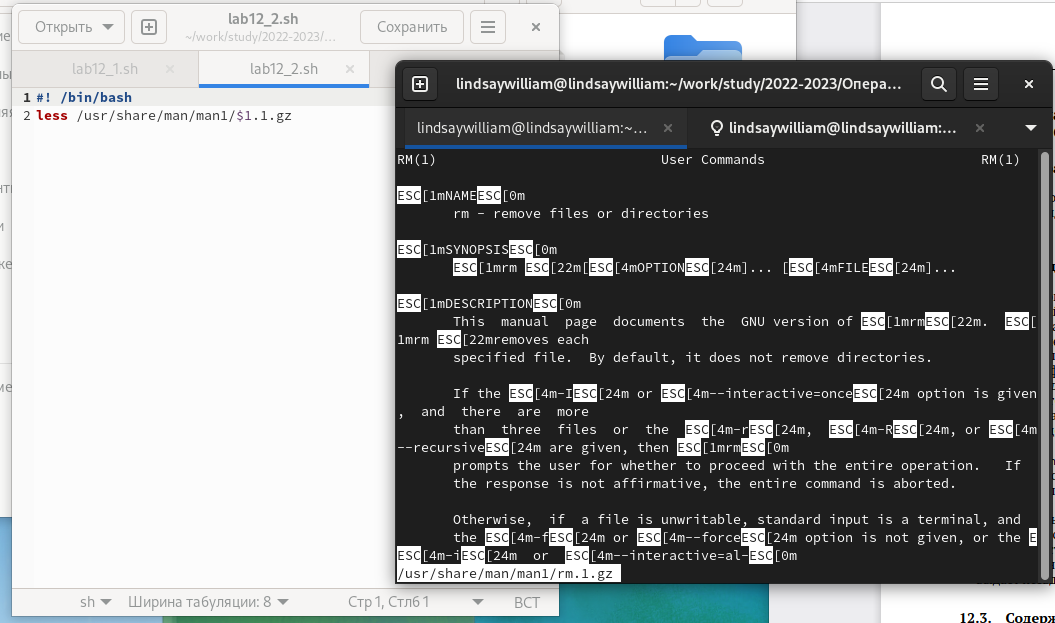 Открыть
lab12_2.sh
~/work/study/2022-2023/...
Сохранить
lab12_1.sh
lab12_2.sh
1 #! /bin/bash
2 less /usr/share/man/man1/$1.1.gz
sh
Ширина табуляции: 8
Стр 1, Стлб 1
ВСТ
lindsaywilliam@lindsaywilliam:~/work/study/2022-2023/Опера...
lindsaywilliam@lindsaywilliam:~...
lindsaywilliam@lindsaywilliam:...
RM(1) User Commands RM(1)
ESC[1mNAMEESC[0m
rm - remove files or directories
ESC[1mSYNOPSISESC[0m
ESC[1mrm ESC[22m[ESC[4mOPTIONESC[24m]... [ESC[4mFILEESC[24m]...
ESC[1mDESCRIPTIONESC[0m
This manual page documents the GNU version of ESC[1mrmESC[22m. ESC[
1mrm ESC[22mremoves each
specified file. By default, it does not remove directories.
If the ESC[4m-IESC[24m or ESC[4m--interactive=onceESC[24m option is given
, and there are more
than three files or the ESC[4m-rESC[24m, ESC[4m-RESC[24m, or ESC[4m
--recursiveESC[24m are given, then ESC[1mrmESC[0m
prompts the user for whether to proceed with the entire operation. If
the response is not affirmative, the entire command is aborted.
Otherwise, if a file is unwritable, standard input is a terminal, and
the ESC[4m-fESC[24m or ESC[4m--forceESC[24m option is not given, or the E
ESC[4m-iESC[24m or ESC[4m--interactive=al-ESC[0m
/usr/share/man/man1/rm.1.gz
12.3. Содерж